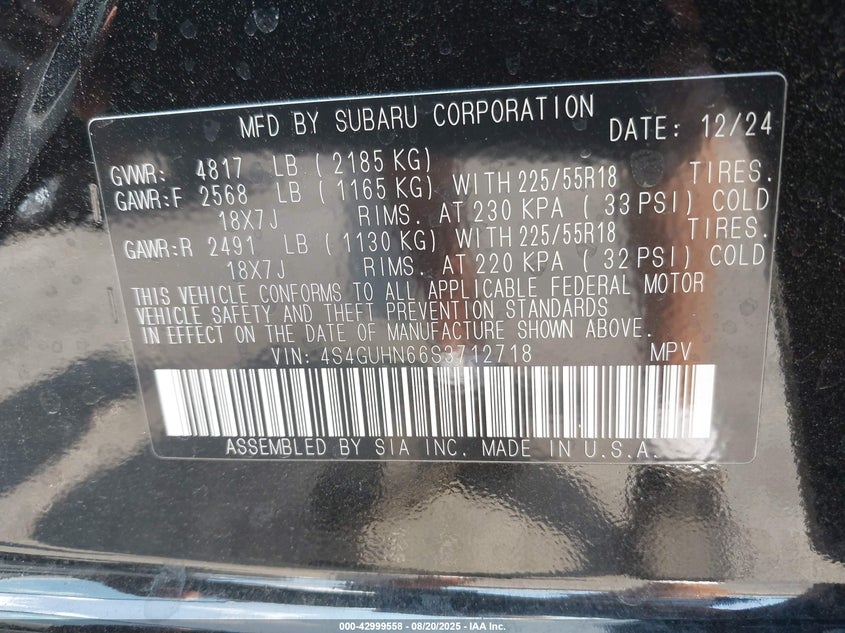 MFD BY SUBARU CORPORATION DATE: 12/24
GVWR: 4817 LB (2185 KG)
GAWR:F 2568 LB (1165 KG) WITH 225/55R18 TIRES.
18X7J RIMS. AT 230 KPA ( 33 PSI) COLD
GAWR:R 2491 LB (1130 KG) WITH 225/55R18 TIRES.
18X7J RIMS. AT 220 KPA ( 32 PSI) COLD
THIS VEHICLE CONFORMS TO ALL APPLICABLE FEDERAL MOTOR
VEHICLE SAFETY AND THEFT PREVENTION STANDARDS
IN EFFECT ON THE DATE OF MANUFACTURE SHOWN ABOVE.
VIN: 4S4GUHN66S3712718 MPV
ASSEMBLED BY SIA INC. MADE IN U.S.A.
000-42999558 - 08/20/2025 - IAA Inc.